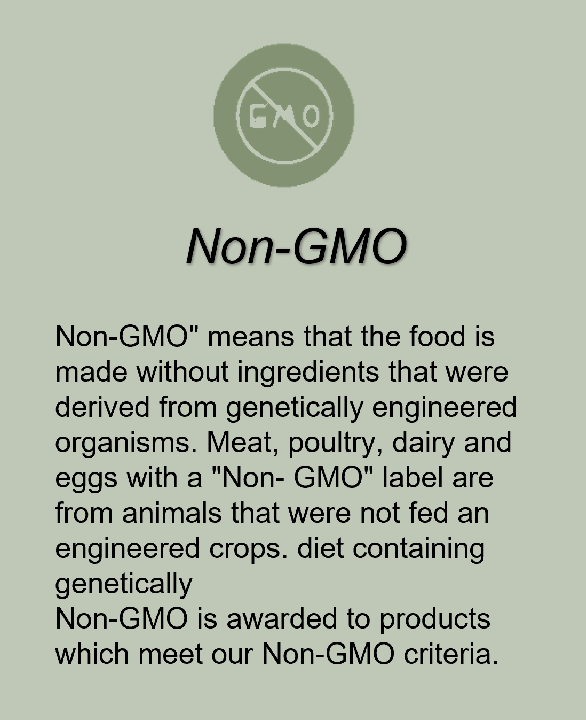 GMO
Non-GMO
Non-GMO" means that the food is
made without ingredients that were
derived from genetically engineered
organisms. Meat, poultry, dairy and
eggs with a "Non- GMO" label are
from animals that were not fed an
engineered crops. diet containing
genetically
Non-GMO is awarded to products
which meet our Non-GMO criteria.